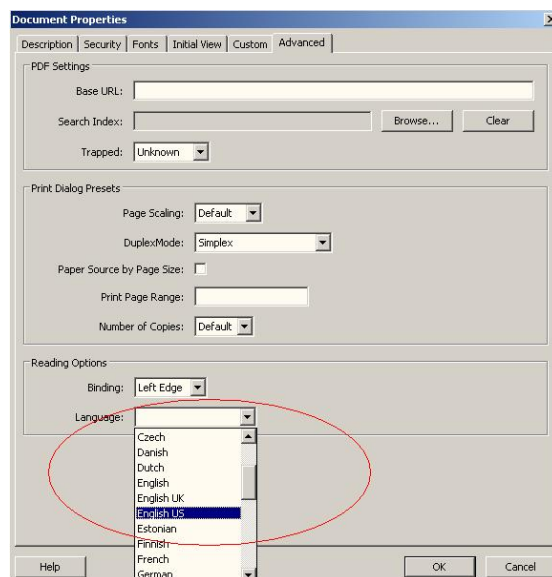 Document Properties
Description Security Fonts Initial View Custom Advanced
PDF Settings
Base URL:
Search Index: Browse... Clear
Trapped: Unknown
Print Dialog Presets
Page Scaling: Default
DuplexMode: Simplex
Paper Source by Page Size:
Print Page Range:
Number of Copies: Default
Reading Options
Binding: Left Edge
Language:
Czech
Danish
Dutch
English
English UK
English US
Estonian
Finnish
French
German
Help OK Cancel